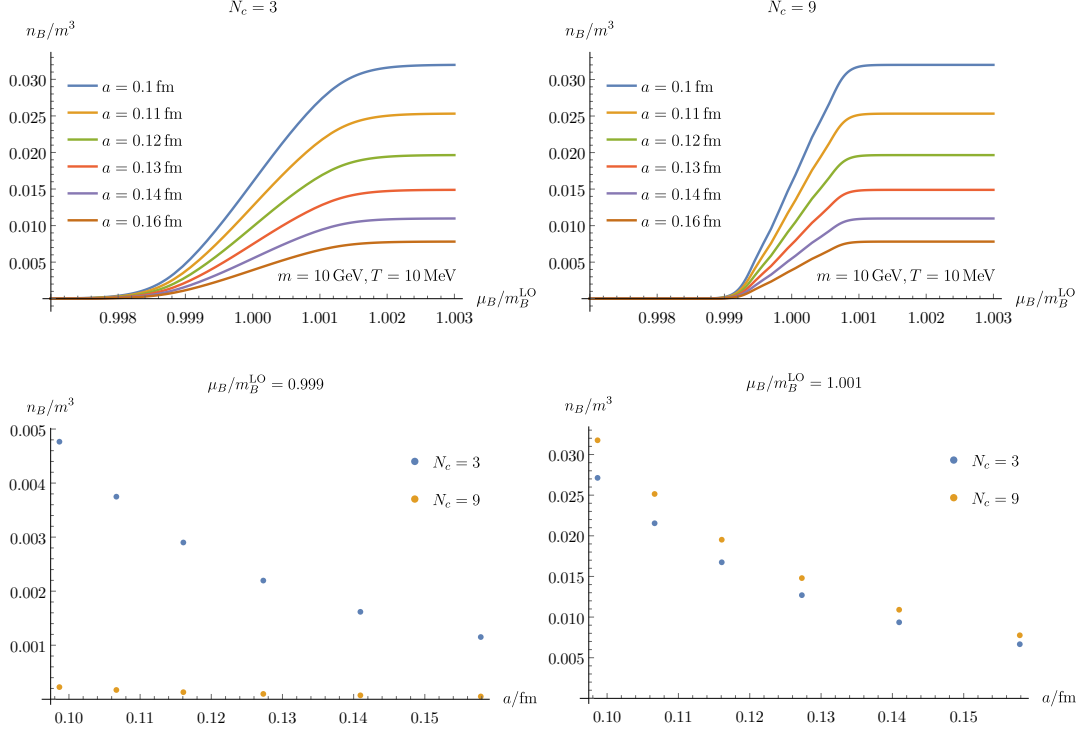 N_c = 3
n_B/m^3
0.030
0.025
0.020
0.015
0.010
0.005
a = 0.1 fm
a = 0.11 fm
a = 0.12 fm
a = 0.13 fm
a = 0.14 fm
a = 0.16 fm
m = 10 GeV, T = 10 MeV
μ_B/m_B^LO
0.998 0.999 1.000 1.001 1.002 1.003
N_c = 9
n_B/m^3
0.030
0.025
0.020
0.015
0.010
0.005
a = 0.1 fm
a = 0.11 fm
a = 0.12 fm
a = 0.13 fm
a = 0.14 fm
a = 0.16 fm
m = 10 GeV, T = 10 MeV
μ_B/m_B^LO
0.998 0.999 1.000 1.001 1.002 1.003
μ_B/m_B^LO = 0.999
n_B/m^3
0.005
0.004
0.003
0.002
0.001
N_c = 3
N_c = 9
a/fm
0.10 0.11 0.12 0.13 0.14 0.15
μ_B/m_B^LO = 1.001
n_B/m^3
0.030
0.025
0.020
0.015
0.010
0.005
N_c = 3
N_c = 9
a/fm
0.10 0.11 0.12 0.13 0.14 0.15